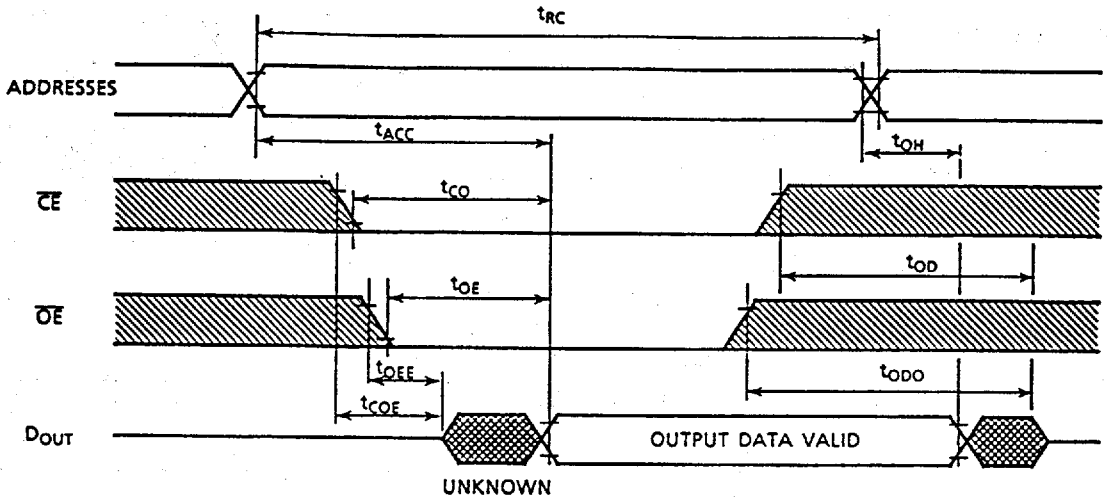 tRC
ADDRESSES
tACC
tOH
CE
tCO
tOD
OE
tOE
tODO
tOEE
tCOE
DOUT
OUTPUT DATA VALID
UNKNOWN